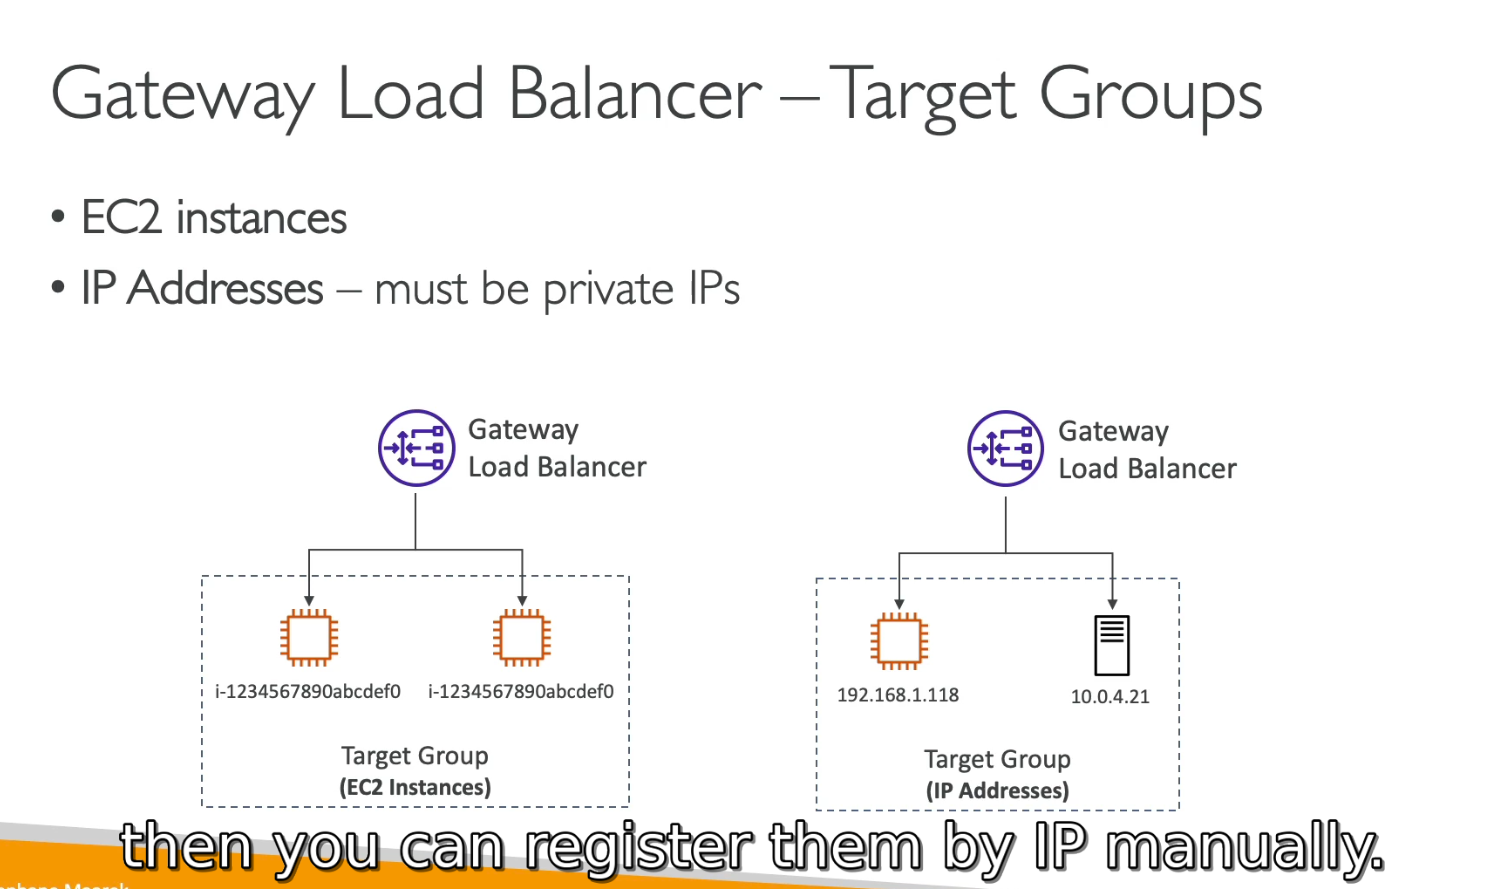 Gateway Load Balancer – Target Groups
• EC2 instances
• IP Addresses – must be private IPs
Gateway
Load Balancer
Gateway
Load Balancer
i-1234567890abcdef0
i-1234567890abcdef0
192.168.1.118
10.0.4.21
Target Group
(EC2 Instances)
Target Group
(IP Addresses)
then you can register them by IP manually.